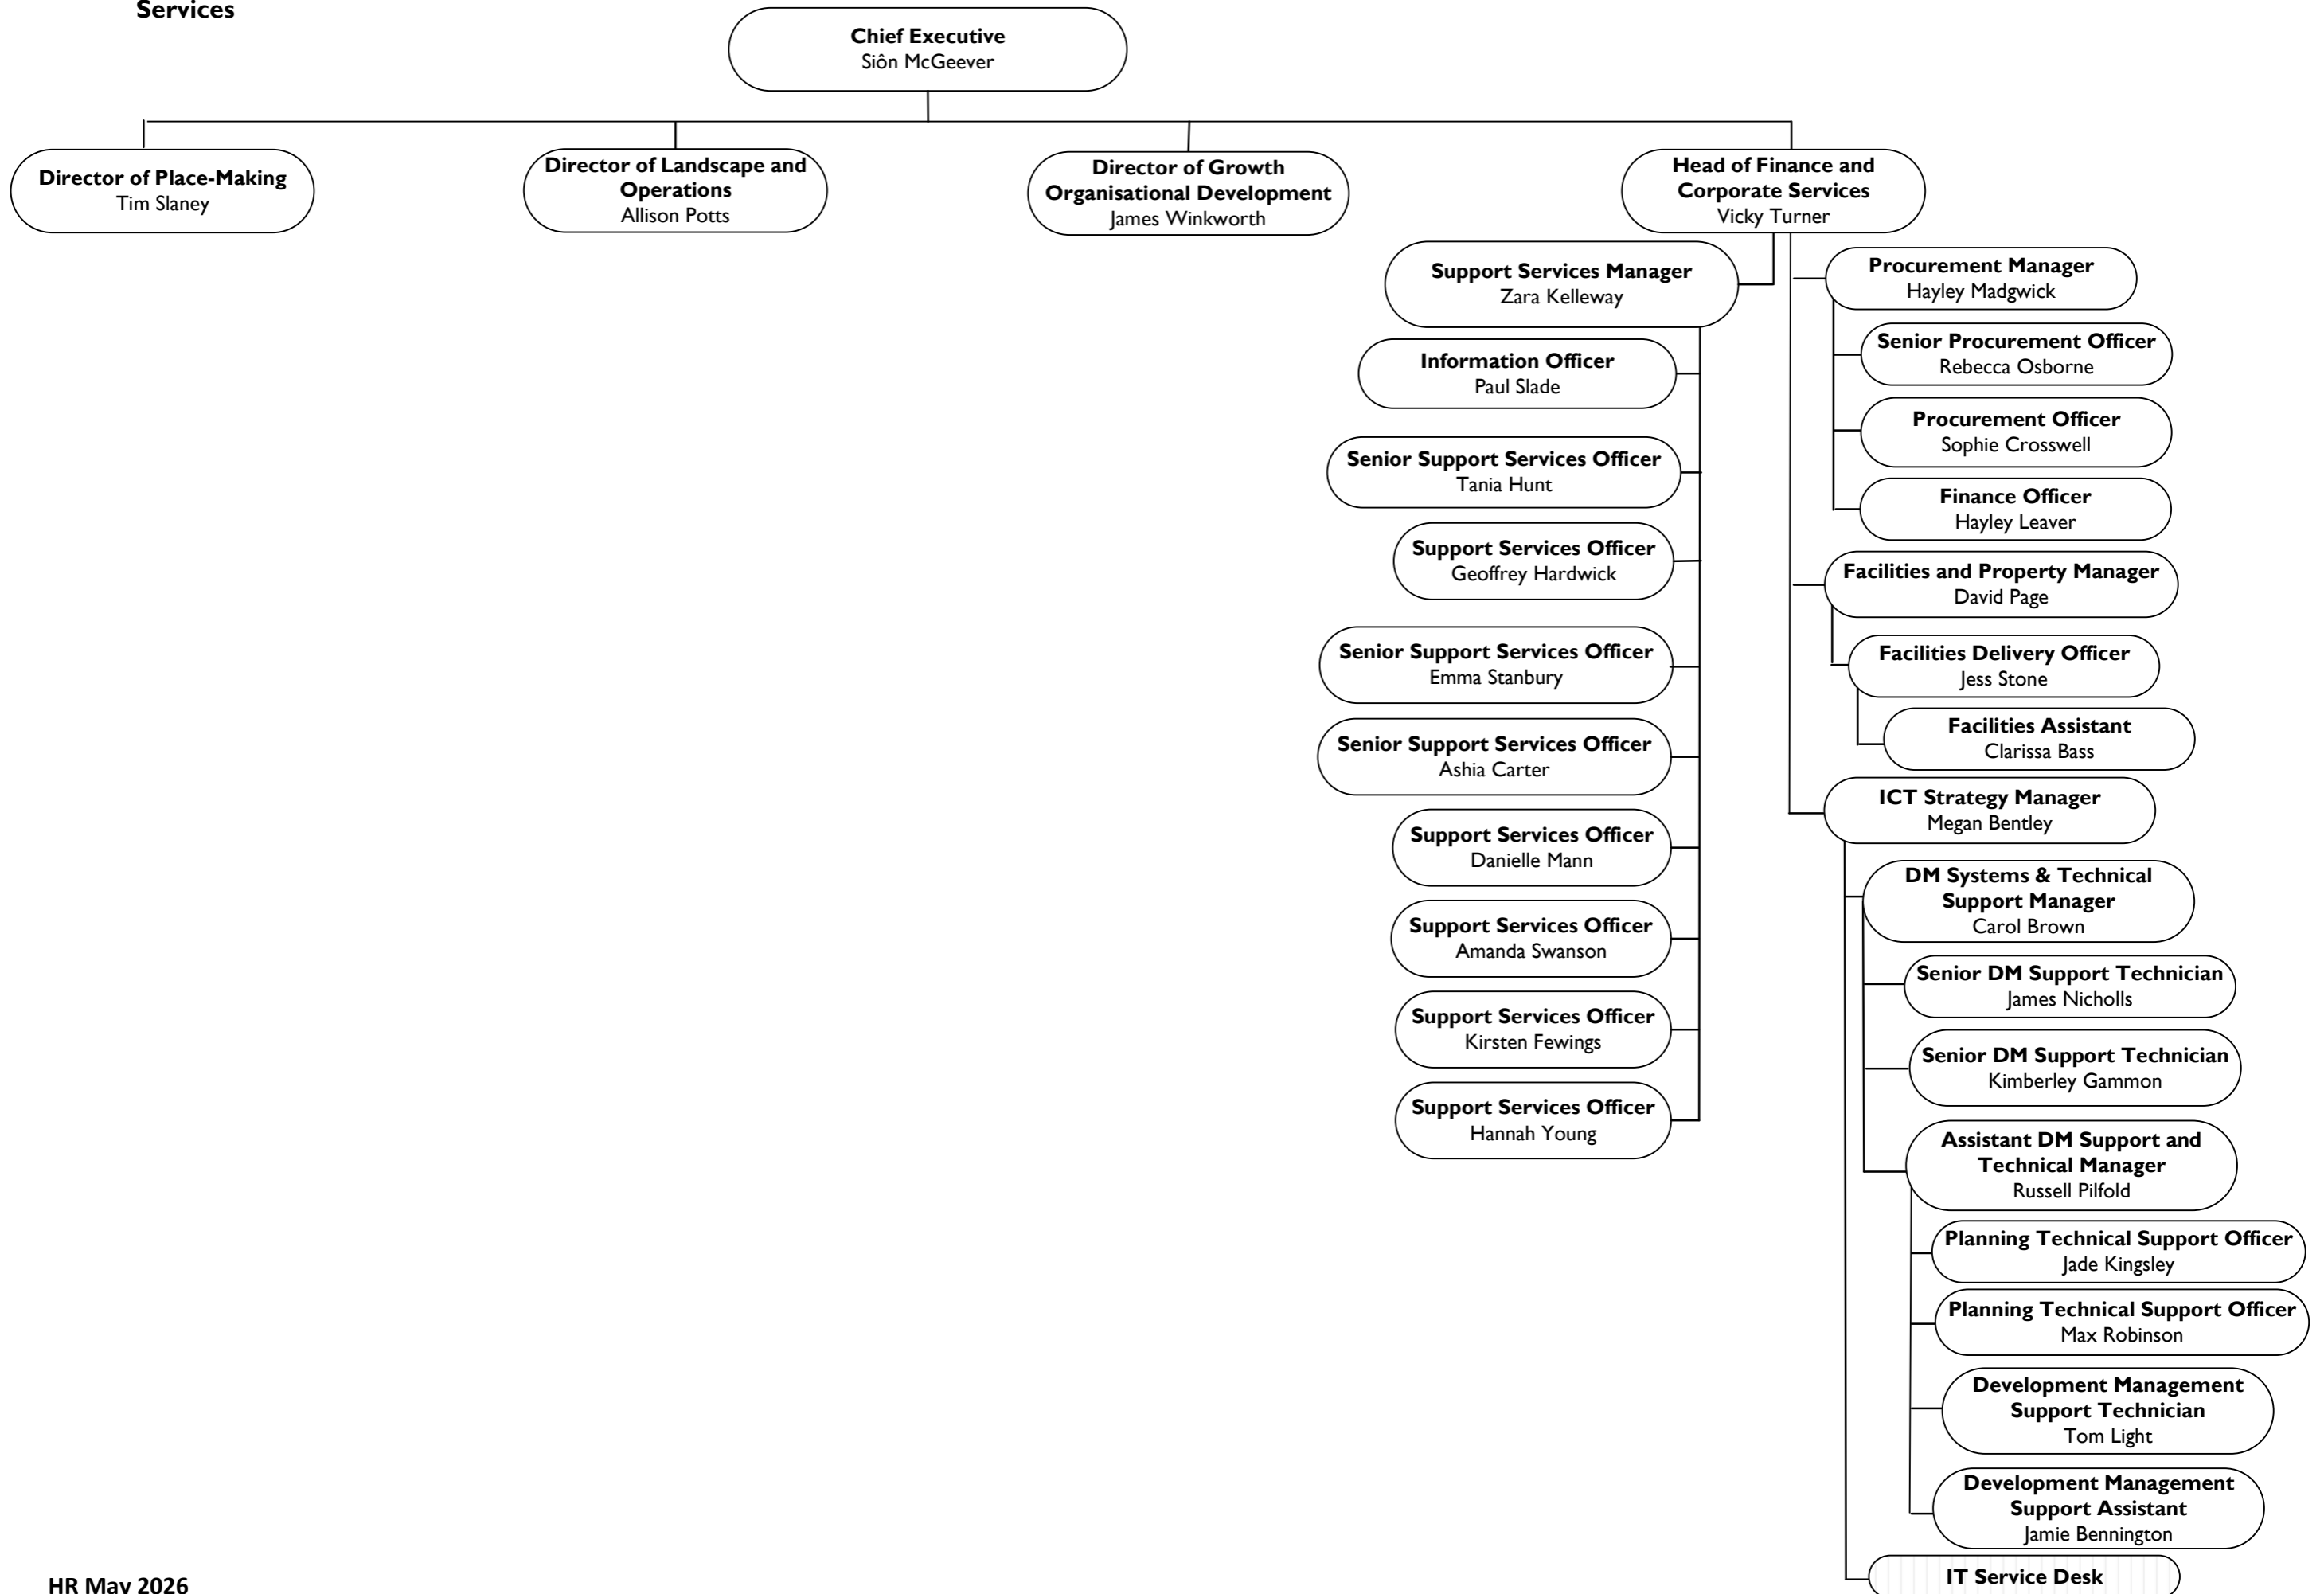 Services
Chief Executive
Siôn McGeever
Director of Place-Making
Tim Slaney
Director of Landscape and
Operations
Allison Potts
Director of Growth
Organisational Development
James Winkworth
Head of Finance and
Corporate Services
Vicky Turner
Support Services Manager
Zara Kelleway
Information Officer
Paul Slade
Senior Support Services Officer
Tania Hunt
Support Services Officer
Geoffrey Hardwick
Senior Support Services Officer
Emma Stanbury
Senior Support Services Officer
Ashia Carter
Support Services Officer
Danielle Mann
Support Services Officer
Amanda Swanson
Support Services Officer
Kirsten Fewings
Support Services Officer
Hannah Young
Procurement Manager
Hayley Madgwick
Senior Procurement Officer
Rebecca Osborne
Procurement Officer
Sophie Crosswell
Finance Officer
Hayley Leaver
Facilities and Property Manager
David Page
Facilities Delivery Officer
Jess Stone
Facilities Assistant
Clarissa Bass
ICT Strategy Manager
Megan Bentley
DM Systems & Technical
Support Manager
Carol Brown
Senior DM Support Technician
James Nicholls
Senior DM Support Technician
Kimberley Gammon
Assistant DM Support and
Technical Manager
Russell Pilfold
Planning Technical Support Officer
Jade Kingsley
Planning Technical Support Officer
Max Robinson
Development Management
Support Technician
Tom Light
Development Management
Support Assistant
Jamie Bennington
IT Service Desk
HR May 2026